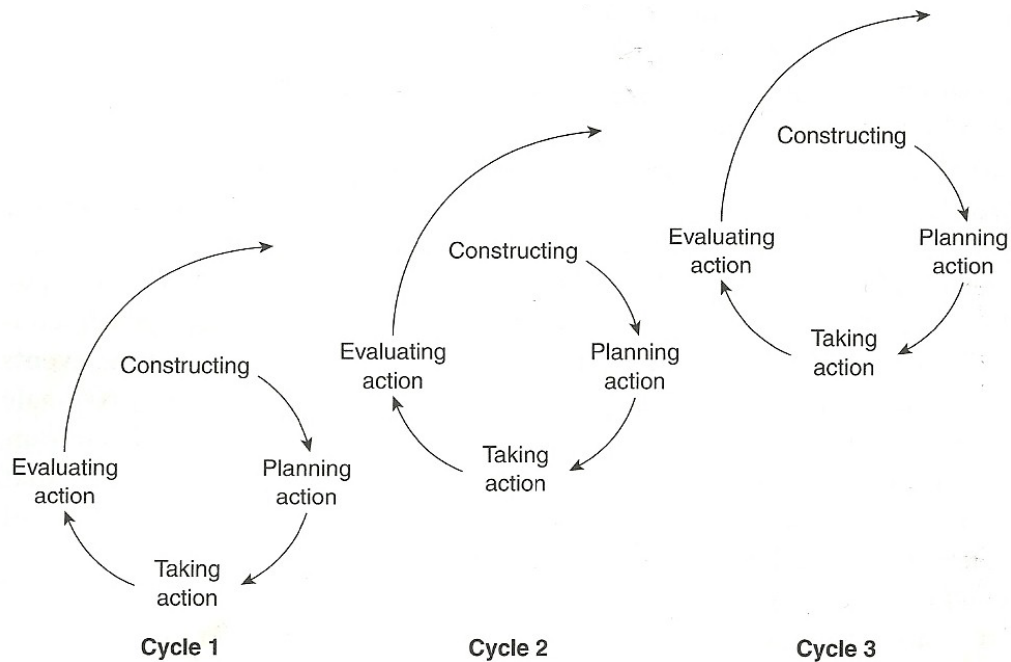 Constructing
Planning
action
Taking
action
Evaluating
action
Cycle 1
Constructing
Planning
action
Taking
action
Evaluating
action
Cycle 2
Constructing
Planning
action
Taking
action
Evaluating
action
Cycle 3